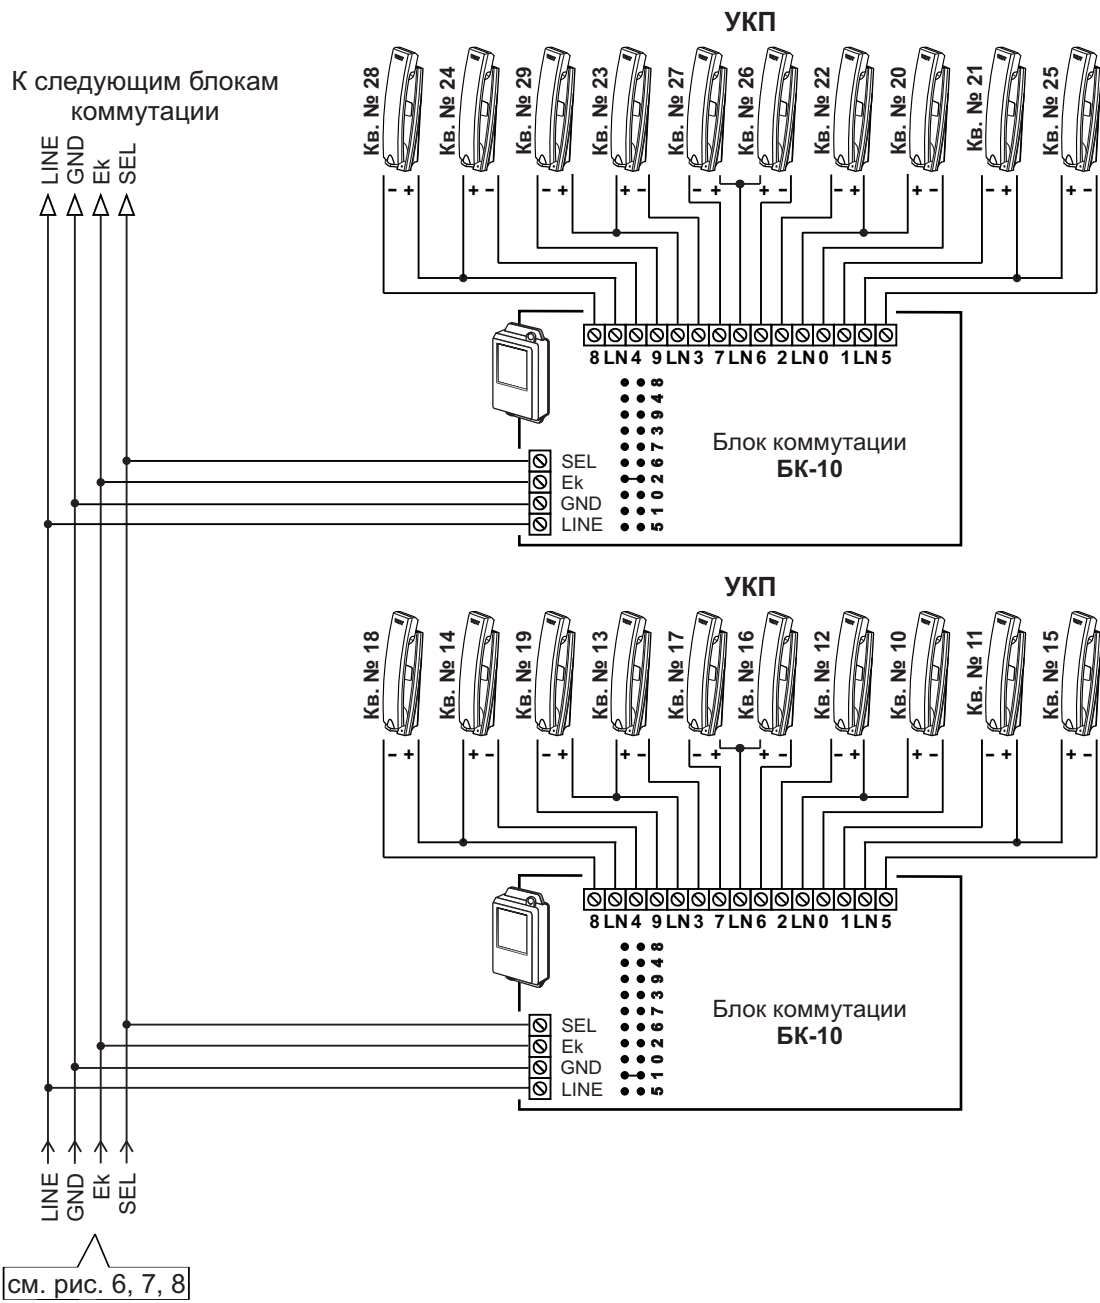 УКП
К следующим блокам
коммутации
LINE
GND
Ek
SEL
Кв. № 28
Кв. № 24
Кв. № 29
Кв. № 23
Кв. № 27
Кв. № 26
Кв. № 22
Кв. № 20
Кв. № 21
Кв. № 25
- + + - - + + - - + + - - + + - - + + -
8 LN 4 9 LN 3 7 LN 6 2 LN 0 1 LN 5
8
4
9
3
7
6
2
0
1
5
Блок коммутации
БК-10
SEL
Ek
GND
LINE
УКП
Кв. № 18
Кв. № 14
Кв. № 19
Кв. № 13
Кв. № 17
Кв. № 16
Кв. № 12
Кв. № 10
Кв. № 11
Кв. № 15
- + + - - + + - - + + - - + + - - + + -
8 LN 4 9 LN 3 7 LN 6 2 LN 0 1 LN 5
8
4
9
3
7
6
2
0
1
5
Блок коммутации
БК-10
SEL
Ek
GND
LINE
LINE
GND
Ek
SEL
см. рис. 6, 7, 8